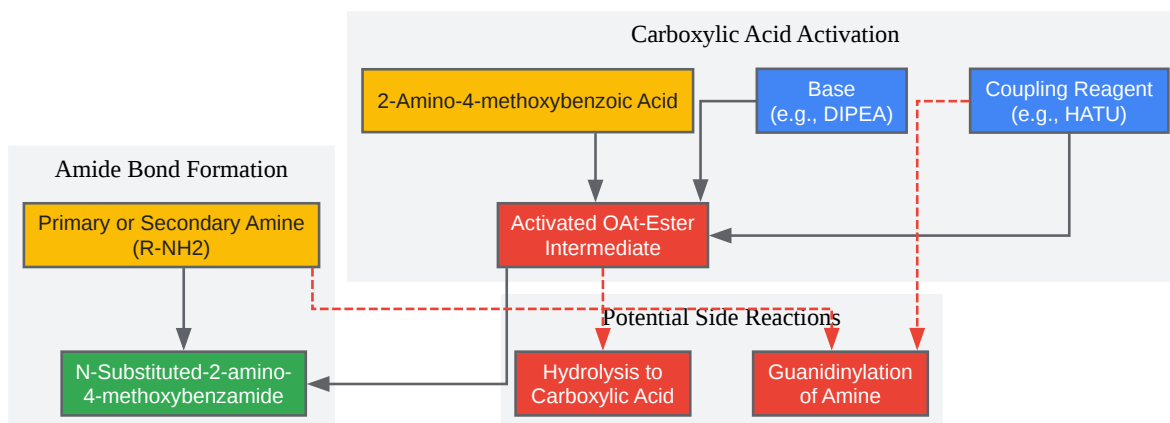 Carboxylic Acid Activation
2-Amino-4-methoxybenzoic Acid
Base
(e.g., DIPEA)
Coupling Reagent
(e.g., HATU)
Amide Bond Formation
Primary or Secondary Amine
(R-NH2)
Activated OAt-Ester
Intermediate
Potential Side Reactions
N-Substituted-2-amino-
4-methoxybenzamide
Hydrolysis to
Carboxylic Acid
Guanidinylation
of Amine